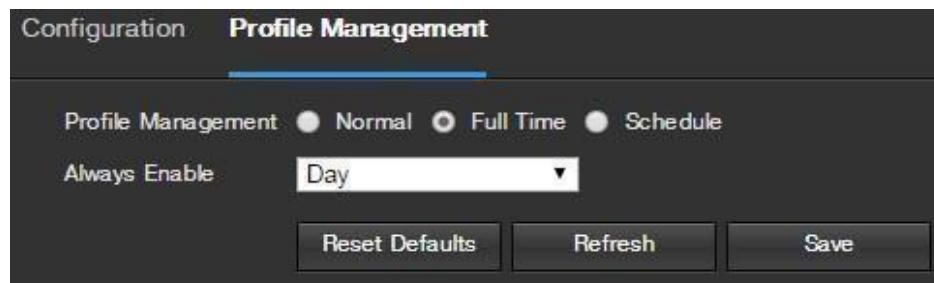 Configuration Profile Management
Profile Management Normal Full Time Schedule
Always Enable Day
Reset Defaults Refresh Save